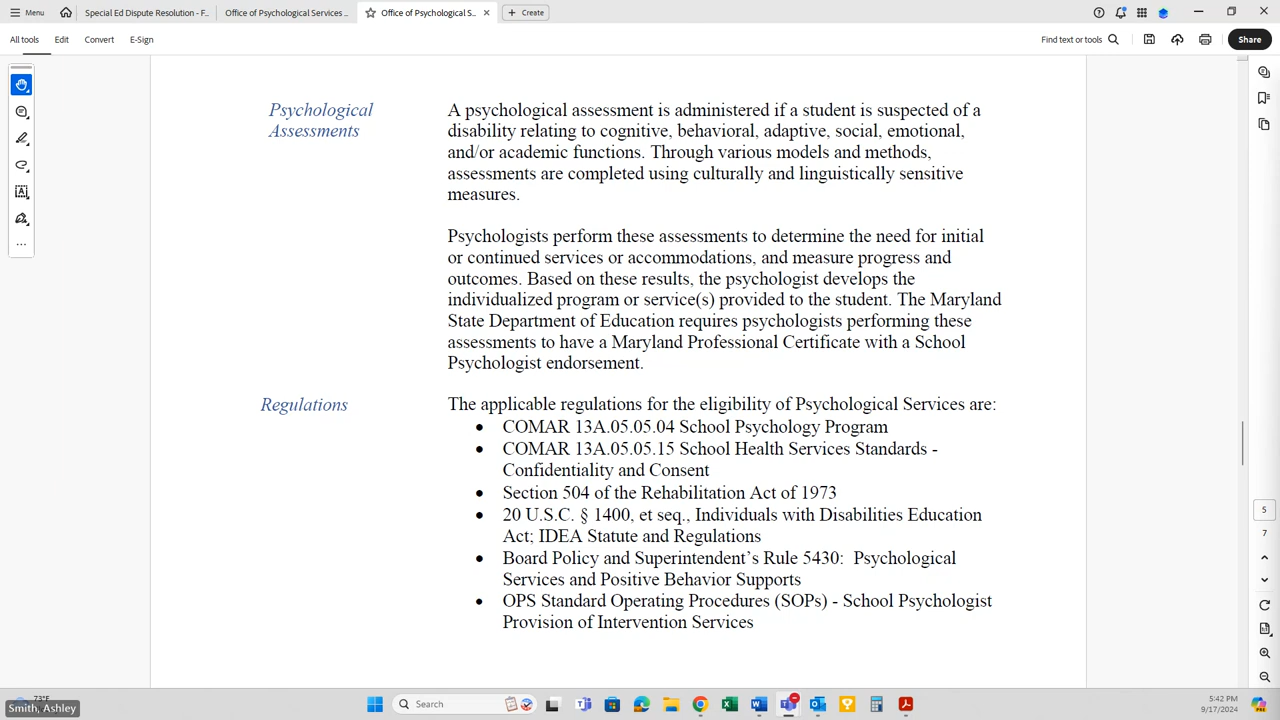 Menu
Special Ed Dispute Resolution - F...
Office of Psychological Services ...
Office of Psychological S...
Create
All tools
Edit
Convert
E-Sign
Find text or tools
Share
Psychological
Assessments
A psychological assessment is administered if a student is suspected of a
disability relating to cognitive, behavioral, adaptive, social, emotional,
and/or academic functions. Through various models and methods,
assessments are completed using culturally and linguistically sensitive
measures.
Psychologists perform these assessments to determine the need for initial
or continued services or accommodations, and measure progress and
outcomes. Based on these results, the psychologist develops the
individualized program or service(s) provided to the student. The Maryland
State Department of Education requires psychologists performing these
assessments to have a Maryland Professional Certificate with a School
Psychologist endorsement.
Regulations
The applicable regulations for the eligibility of Psychological Services are:
• COMAR 13A.05.05.04 School Psychology Program
• COMAR 13A.05.05.15 School Health Services Standards -
Confidentiality and Consent
• Section 504 of the Rehabilitation Act of 1973
• 20 U.S.C. § 1400, et seq., Individuals with Disabilities Education
Act; IDEA Statute and Regulations
• Board Policy and Superintendent's Rule 5430:  Psychological
Services and Positive Behavior Supports
• OPS Standard Operating Procedures (SOPs) - School Psychologist
Provision of Intervention Services
5
7
73°F
Smith, Ashley
Search
5:42 PM
9/17/2024